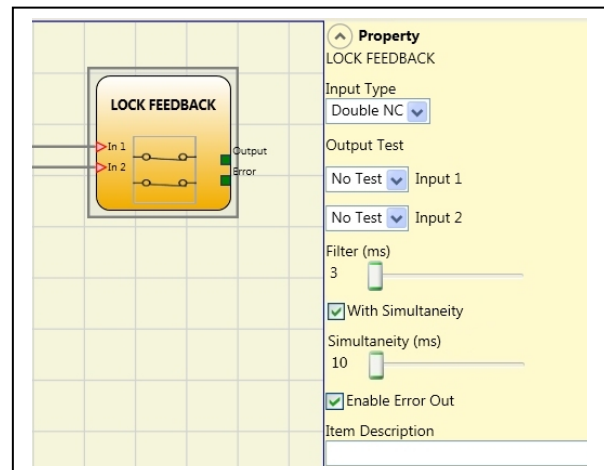 LOCK FEEDBACK
In 1
In 2
Output
Error
Property
LOCK FEEDBACK
Input Type
Double NC
Output Test
No Test Input 1
No Test Input 2
Filter (ms)
3
With Simultaneity
Simultaneity (ms)
10
Enable Error Out
Item Description